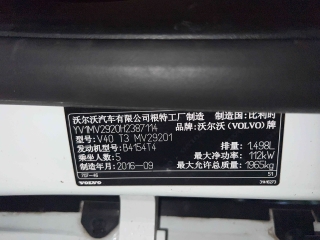 沃尔沃汽车有限公司根特工厂制造 制造国：比利时
YV1MV2920H2387114 品牌：沃尔沃（VOLVO）牌
型号：V40 T3 MV29201
发动机型号：B4154T4 排量：1.498L
乘坐人数：5 最大净功率：112kW
制造年月：2016-09 最大允许总质量：1965kg
51
VOLVO